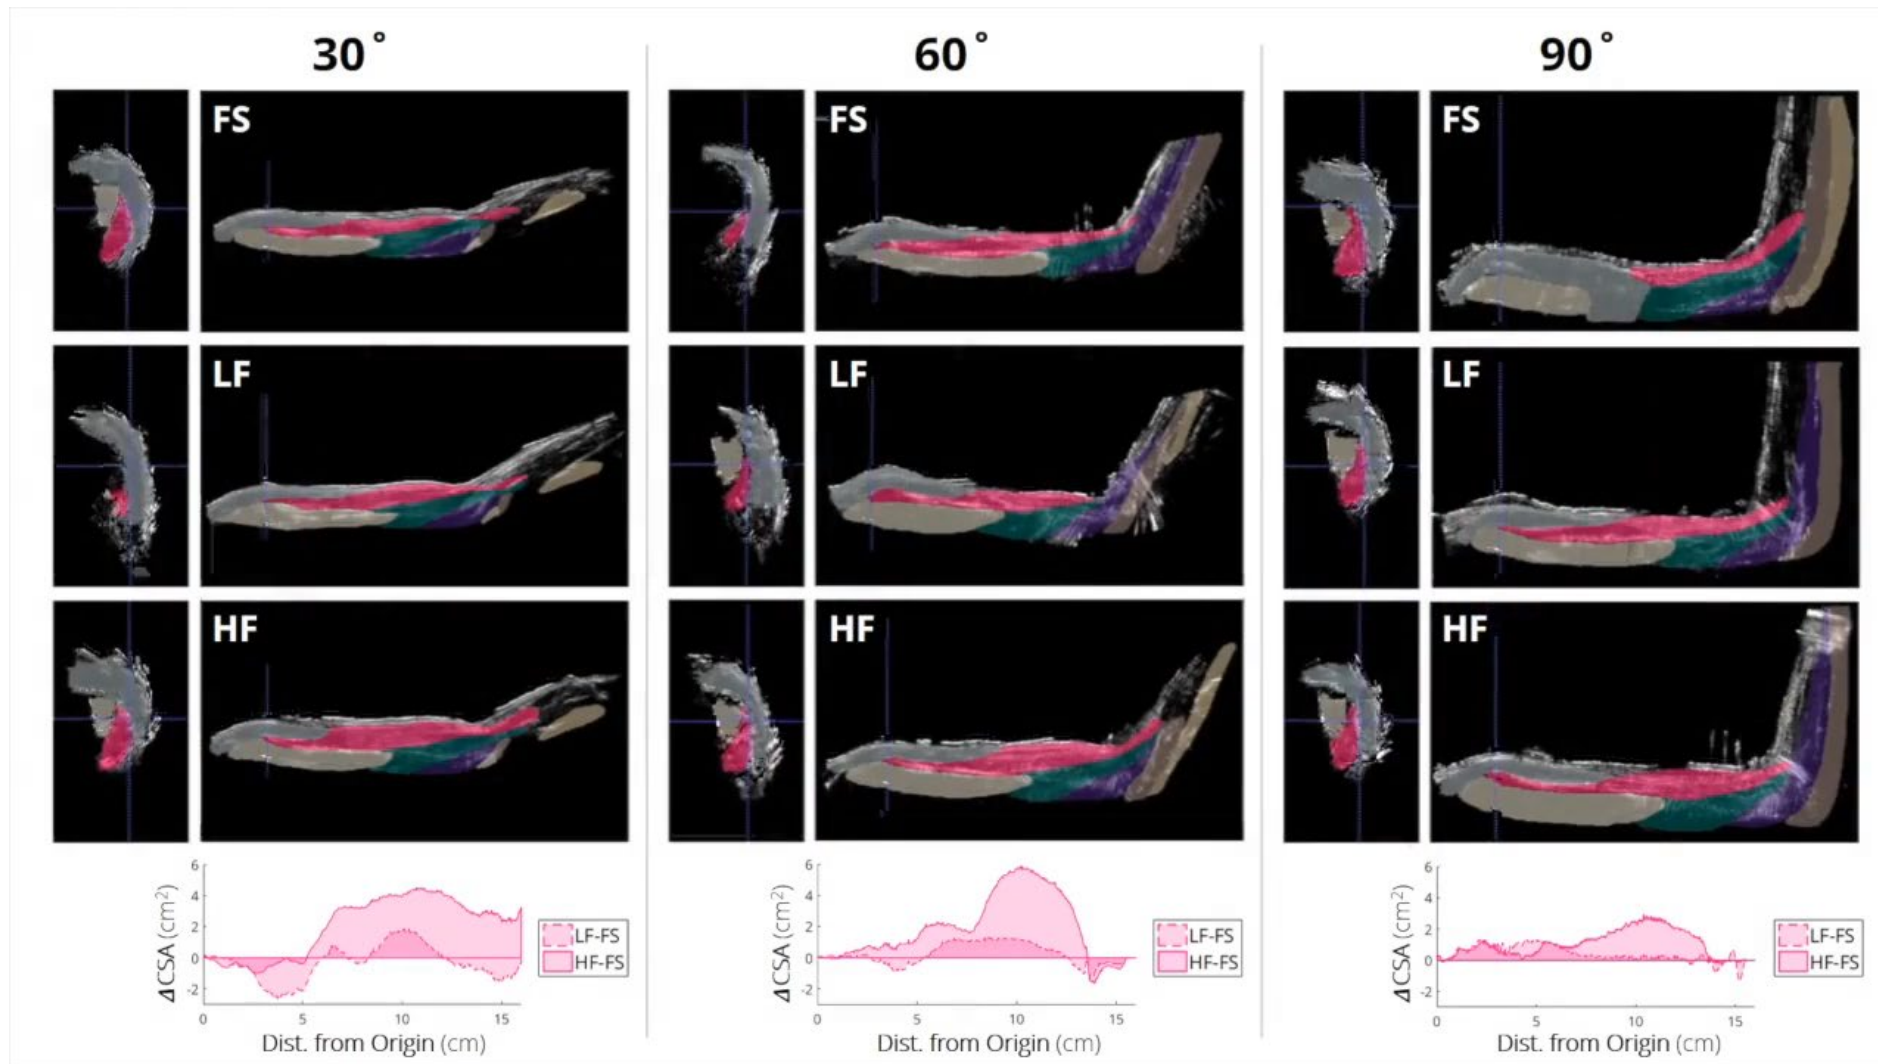 30°
60°
90°
FS
FS
FS
LF
LF
LF
HF
HF
HF
6
4
2
0
-2
ΔCSA (cm²)
0 5 10 15
Dist. from Origin (cm)
LF-FS
HF-FS
6
4
2
0
-2
ΔCSA (cm²)
0 5 10 15
Dist. from Origin (cm)
LF-FS
HF-FS
6
4
2
0
-2
ΔCSA (cm²)
0 5 10 15
Dist. from Origin (cm)
LF-FS
HF-FS